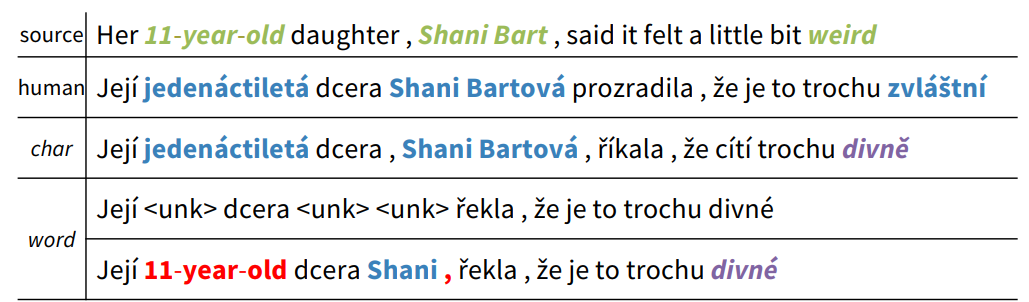 source Her 11-year-old daughter , Shani Bart , said it felt a little bit weird
human Její jedenáctiletá dcera Shani Bartová prozradila , že je to trochu zvláštní
char Její jedenáctiletá dcera , Shani Bartová , říkala , že cítí trochu divně
word
Její <unk> dcera <unk> <unk> řekla , že je to trochu divné
Její 11-year-old dcera Shani , řekla , že je to trochu divné